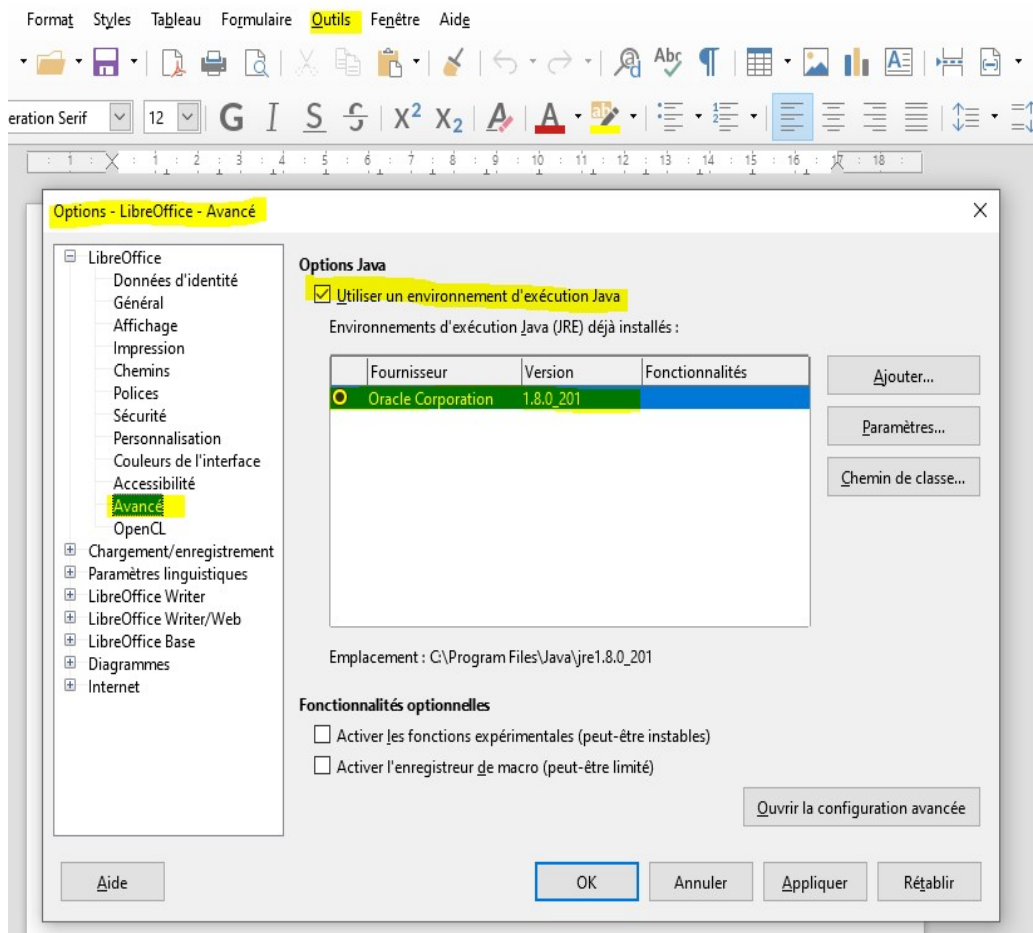 Format Styles Tableau Formulaire Outils Fenêtre Aide
Abc A
eration Serif 12 G I S S X² X₂ A A ab
1 1 2 3 4 5 6 7 8 9 10 11 12 13 14 15 16 17 18
Options - LibreOffice - Avancé
LibreOffice
Données d'identité
Général
Affichage
Impression
Chemins
Polices
Sécurité
Personnalisation
Couleurs de l'interface
Accessibilité
Avancé
OpenCL
Chargement/enregistrement
Paramètres linguistiques
LibreOffice Writer
LibreOffice Writer/Web
LibreOffice Base
Diagrammes
Internet
Options Java
Utiliser un environnement d'exécution Java
Environnements d'exécution Java (JRE) déjà installés :
Fournisseur Version Fonctionnalités
Oracle Corporation 1.8.0_201
Ajouter...
Paramètres...
Chemin de classe...
Emplacement : C:\Program Files\Java\jre1.8.0_201
Fonctionnalités optionnelles
Activer les fonctions expérimentales (peut-être instables)
Activer l'enregistreur de macro (peut-être limité)
Ouvrir la configuration avancée
Aide OK Annuler Appliquer Rétablir